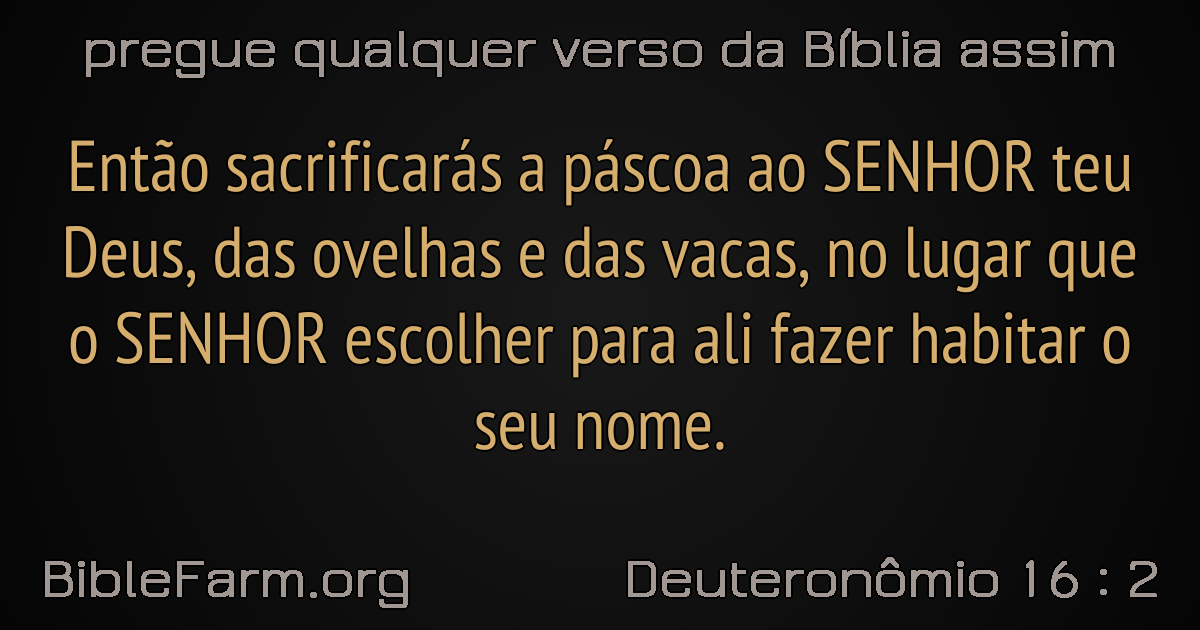 pregue qualquer verso da Bíblia assim
Então sacrificarás a páscoa ao SENHOR teu
Deus, das ovelhas e das vacas, no lugar que
o SENHOR escolher para ali fazer habitar o
seu nome.
BibleFarm.org
Deuteronômio 16 : 2